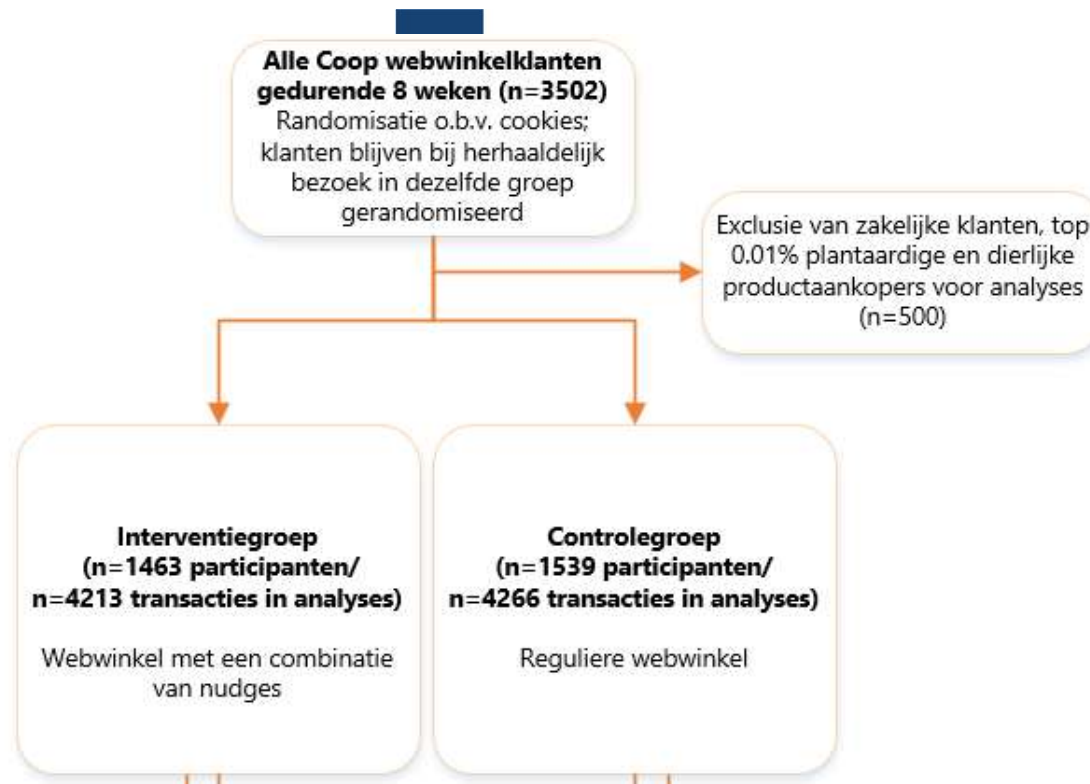 Alle Coop webwinkelklanten
gedurende 8 weken (n=3502)
Randomisatie o.b.v. cookies;
klanten blijven bij herhaaldelijk
bezoek in dezelfde groep
gerandomiseerd
Exclusie van zakelijke klanten, top
0.01% plantaardige en dierlijke
productaankopers voor analyses
(n=500)
Interventiegroep
(n=1463 participanten/
n=4213 transacties in analyses)
Webwinkel met een combinatie
van nudges
Controlegroep
(n=1539 participanten/
n=4266 transacties in analyses)
Reguliere webwinkel